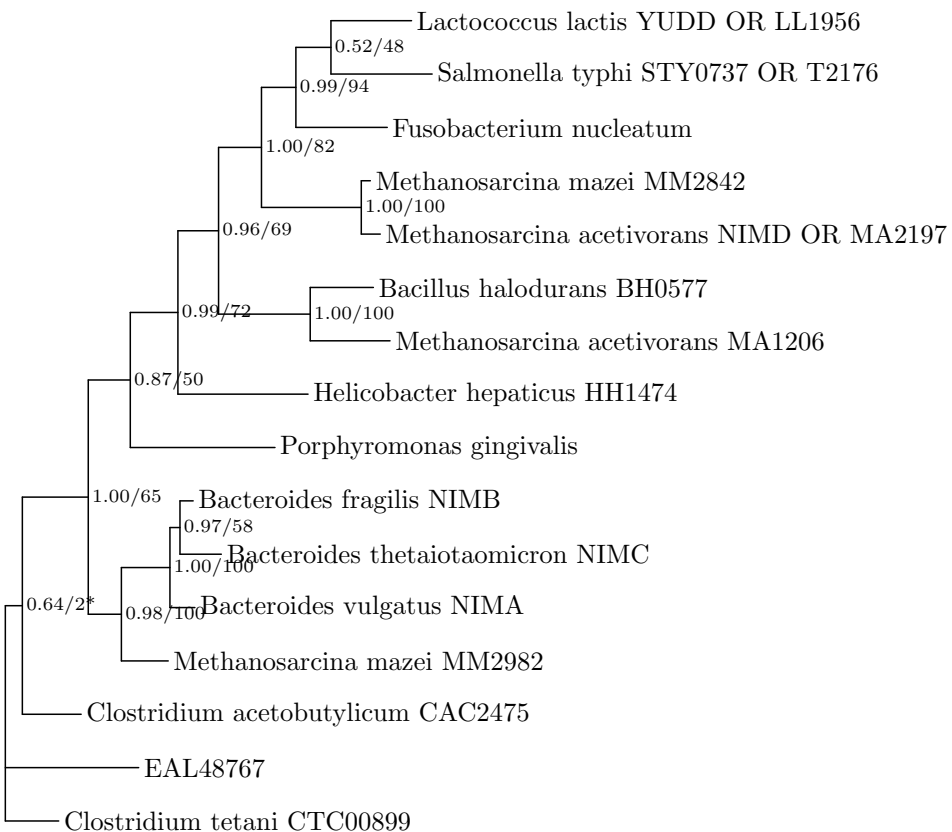 Lactococcus lactis YUDD OR LL1956
0.52/48
Salmonella typhi STY0737 OR T2176
0.99/94
Fusobacterium nucleatum
1.00/82
Methanosarcina mazei MM2842
1.00/100
Methanosarcina acetivorans NIMD OR MA2197
0.96/69
Bacillus halodurans BH0577
0.99/72
1.00/100
Methanosarcina acetivorans MA1206
0.87/50
Helicobacter hepaticus HH1474
Porphyromonas gingivalis
1.00/65
Bacteroides fragilis NIMB
0.97/58
Bacteroides thetaiotaomicron NIMC
1.00/100
0.64/2*
Bacteroides vulgatus NIMA
0.98/100
Methanosarcina mazei MM2982
Clostridium acetobutylicum CAC2475
EAL48767
Clostridium tetani CTC00899